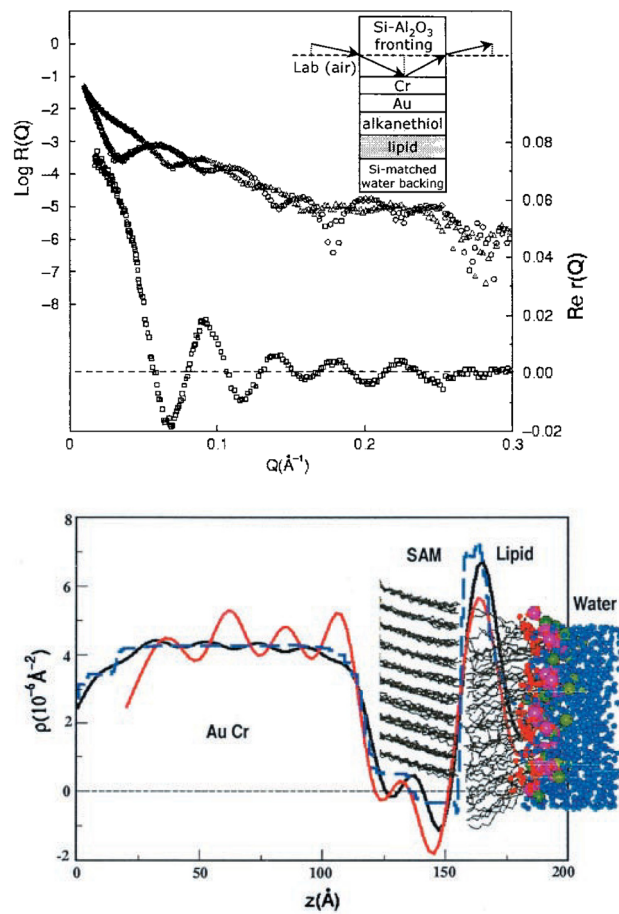 0
−1
−2
−3
−4
−5
−6
−7
−8
Log R(Q)
Si-Al₂O₃
fronting
Lab (air)
Cr
Au
alkanethiol
lipid
Si-matched
water backing
0.08
0.06
0.04
0.02
0.00
−0.02
Re r(Q)
0 0.1 0.2 0.3
Q(Å⁻¹)
8
6
4
2
0
-2
ρ(10⁻⁶Å⁻²)
SAM Lipid
Water
Au Cr
0 50 100 150 200
z(Å)